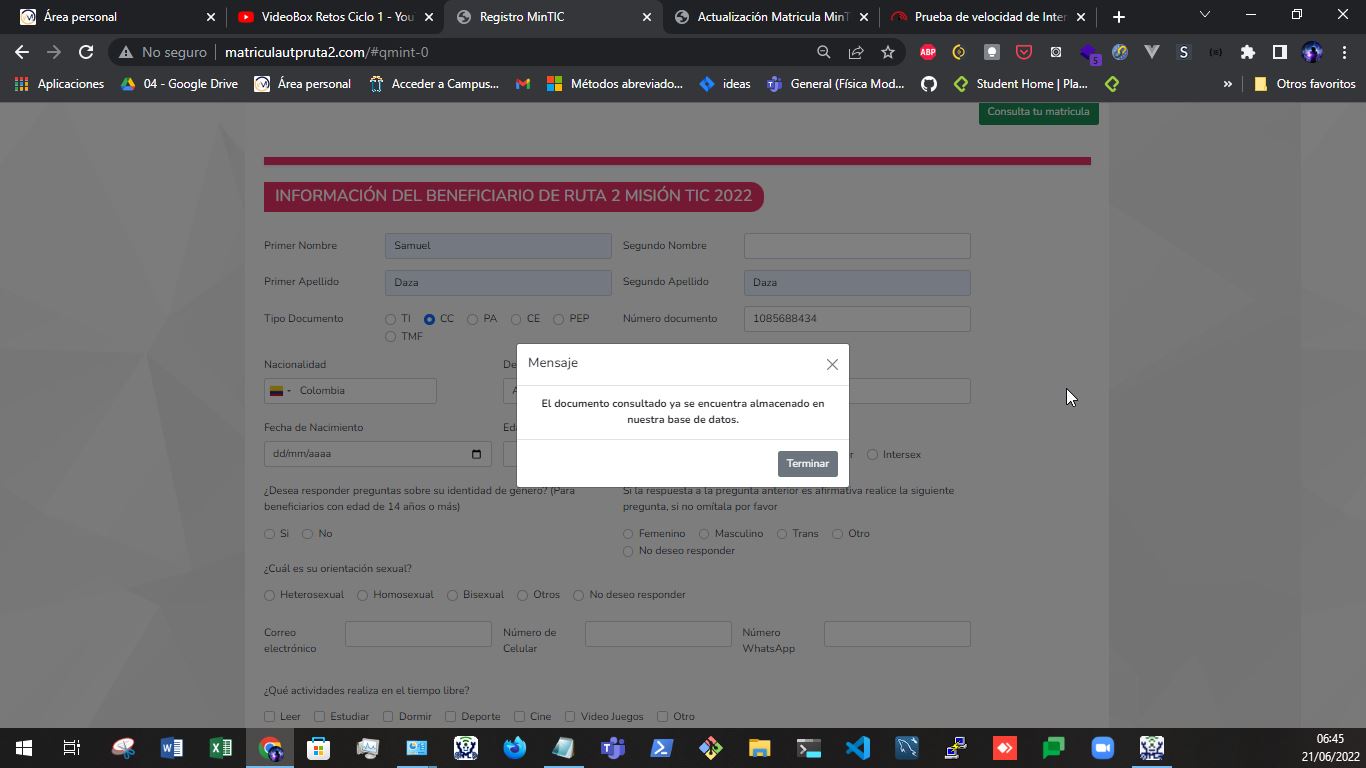 Área personal
VideoBox Retos Ciclo 1 - You
Registro MinTIC
Actualización Matricula MinT
Prueba de velocidad de Inter
No seguro
matriculautpruta2.com/#qmint-0
ABP
5
S
Aplicaciones
04 - Google Drive
Área personal
Acceder a Campus...
Métodos abreviado...
ideas
General (Física Mod...
Student Home | Pla...
»
Otros favoritos
Consulta tu matricula
INFORMACIÓN DEL BENEFICIARIO DE RUTA 2 MISIÓN TIC 2022
Primer Nombre
Samuel
Segundo Nombre
Primer Apellido
Daza
Segundo Apellido
Daza
Tipo Documento
TI
CC
PA
CE
PEP
TMF
Número documento
1085688434
Nacionalidad
De
Colombia
A
Mensaje
El documento consultado ya se encuentra almacenado en
nuestra base de datos.
Terminar
Fecha de Nacimiento
Eda
dd/mm/aaaa
r
Intersex
¿Desea responder preguntas sobre su identidad de género? (Para
beneficiarios con edad de 14 años o más)
Si la respuesta a la pregunta anterior es afirmativa realice la siguiente
pregunta, si no omítala por favor
Si
No
Femenino
Masculino
Trans
Otro
No deseo responder
¿Cuál es su orientación sexual?
Heterosexual
Homosexual
Bisexual
Otros
No deseo responder
Correo
electrónico
Número de
Celular
Número
WhatsApp
¿Qué actividades realiza en el tiempo libre?
Leer
Estudiar
Dormir
Deporte
Cine
Video Juegos
Otro
06:45
21/06/2022